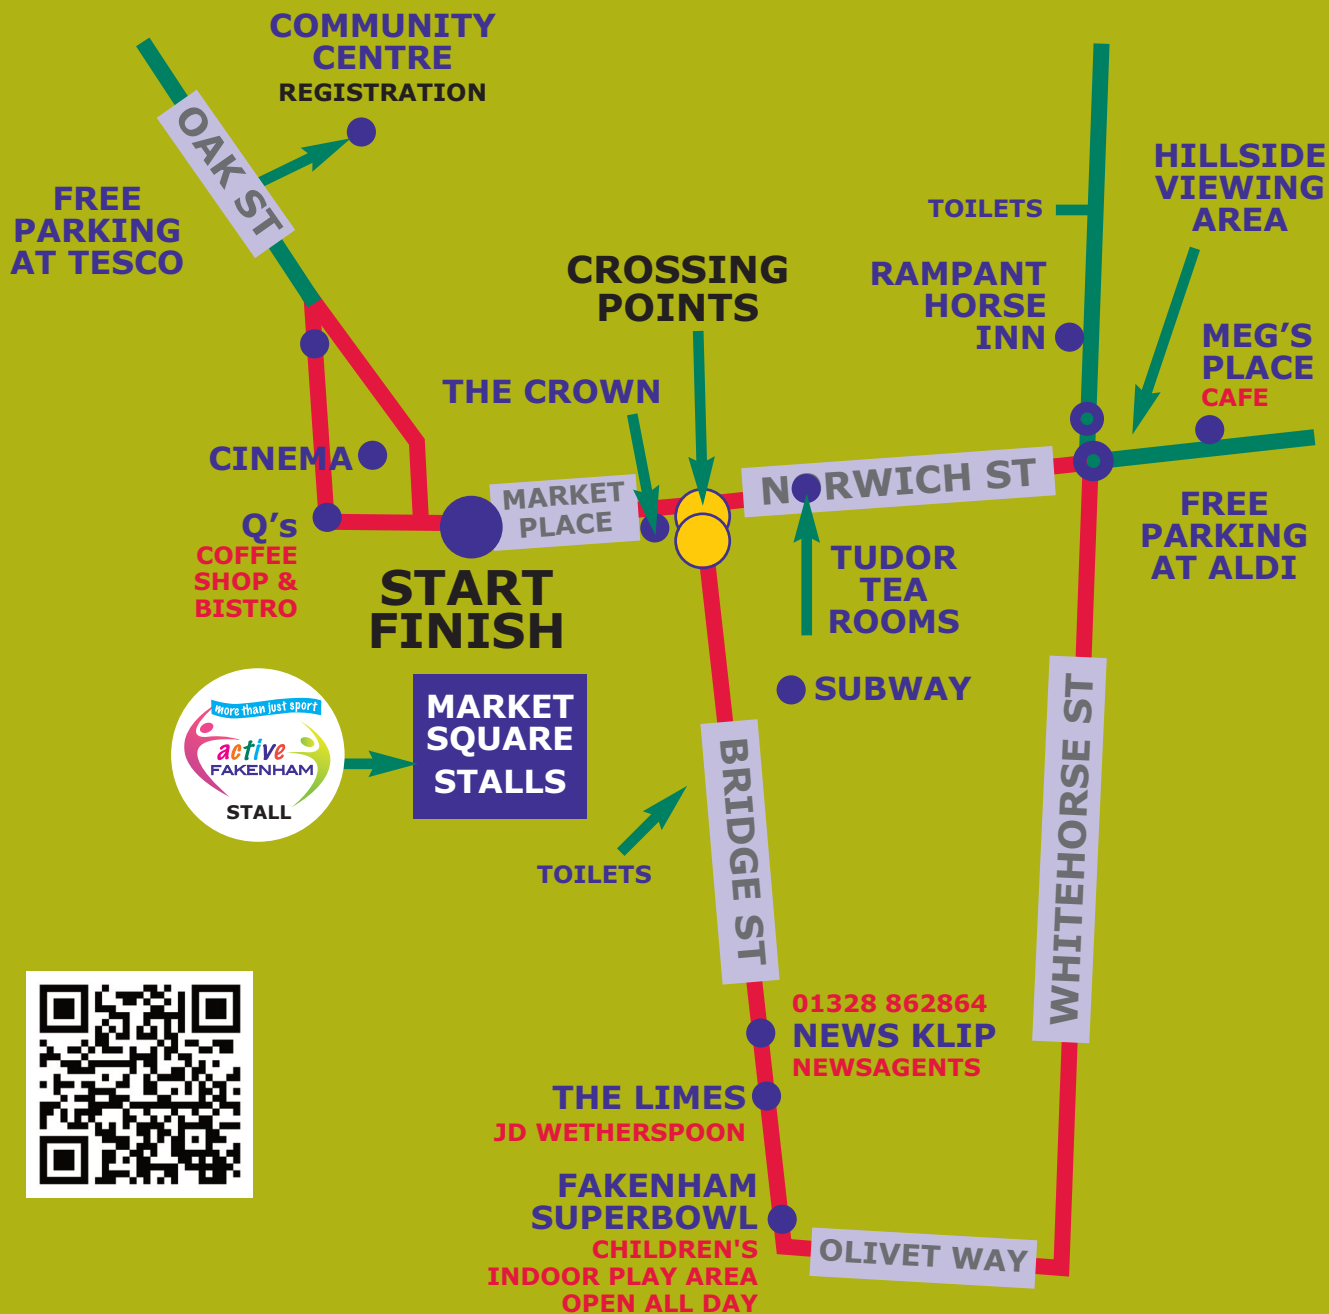 COMMUNITY
CENTRE
REGISTRATION
OAK ST
FREE
PARKING
AT TESCO
HILLSIDE
VIEWING
AREA
TOILETS
CROSSING
POINTS
RAMPANT
HORSE
INN
MEG'S
PLACE
CAFE
THE CROWN
CINEMA
MARKET
PLACE
NORWICH ST
Q's
COFFEE
SHOP &
BISTRO
START
FINISH
TUDOR
TEA
ROOMS
FREE
PARKING
AT ALDI
SUBWAY
more than just sport
active
FAKENHAM
STALL
MARKET
SQUARE
STALLS
TOILETS
BRIDGE ST
WHITEHORSE ST
01328 862864
NEWS KLIP
NEWSAGENTS
THE LIMES
JD WETHERSPOON
FAKENHAM
SUPERBOWL
CHILDREN'S
INDOOR PLAY AREA
OPEN ALL DAY
OLIVET WAY